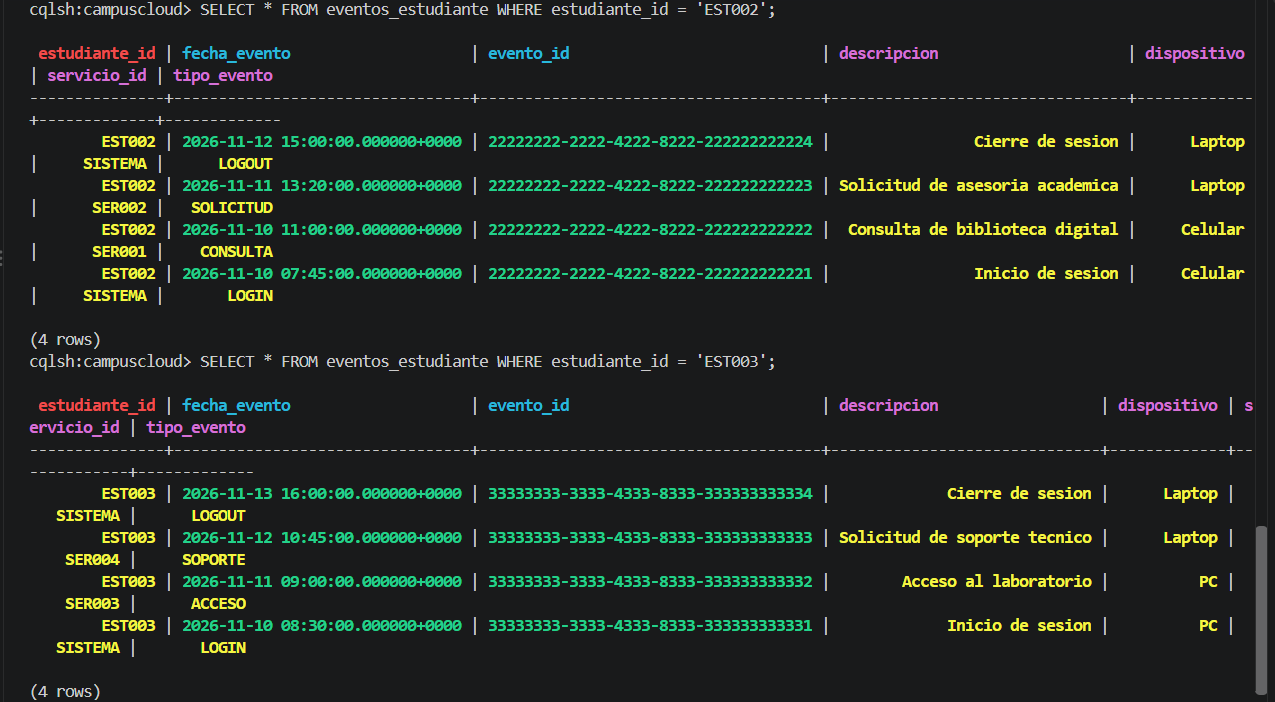 cqlsh:campuscloud> SELECT * FROM eventos_estudiante WHERE estudiante_id = 'EST002';
estudiante_id | fecha_evento | evento_id | descripcion | dispositivo
| servicio_id | tipo_evento
---------------+---------------------------------+--------------------------------------+---------------------------------+-------------
+-------------+-------------
EST002 | 2026-11-12 15:00:00.000000+0000 | 22222222-2222-4222-8222-222222222224 | Cierre de sesion | Laptop
| SISTEMA | LOGOUT
EST002 | 2026-11-11 13:20:00.000000+0000 | 22222222-2222-4222-8222-222222222223 | Solicitud de asesoria academica | Laptop
| SER002 | SOLICITUD
EST002 | 2026-11-10 11:00:00.000000+0000 | 22222222-2222-4222-8222-222222222222 | Consulta de biblioteca digital | Celular
| SER001 | CONSULTA
EST002 | 2026-11-10 07:45:00.000000+0000 | 22222222-2222-4222-8222-222222222221 | Inicio de sesion | Celular
| SISTEMA | LOGIN
(4 rows)
cqlsh:campuscloud> SELECT * FROM eventos_estudiante WHERE estudiante_id = 'EST003';
estudiante_id | fecha_evento | evento_id | descripcion | dispositivo | s
ervicio_id | tipo_evento
---------------+---------------------------------+--------------------------------------+------------------------------+-------------+--
-----------+-------------
EST003 | 2026-11-13 16:00:00.000000+0000 | 33333333-3333-4333-8333-333333333334 | Cierre de sesion | Laptop |
SISTEMA | LOGOUT
EST003 | 2026-11-12 10:45:00.000000+0000 | 33333333-3333-4333-8333-333333333333 | Solicitud de soporte tecnico | Laptop |
SER004 | SOPORTE
EST003 | 2026-11-11 09:00:00.000000+0000 | 33333333-3333-4333-8333-333333333332 | Acceso al laboratorio | PC |
SER003 | ACCESO
EST003 | 2026-11-10 08:30:00.000000+0000 | 33333333-3333-4333-8333-333333333331 | Inicio de sesion | PC |
SISTEMA | LOGIN
(4 rows)